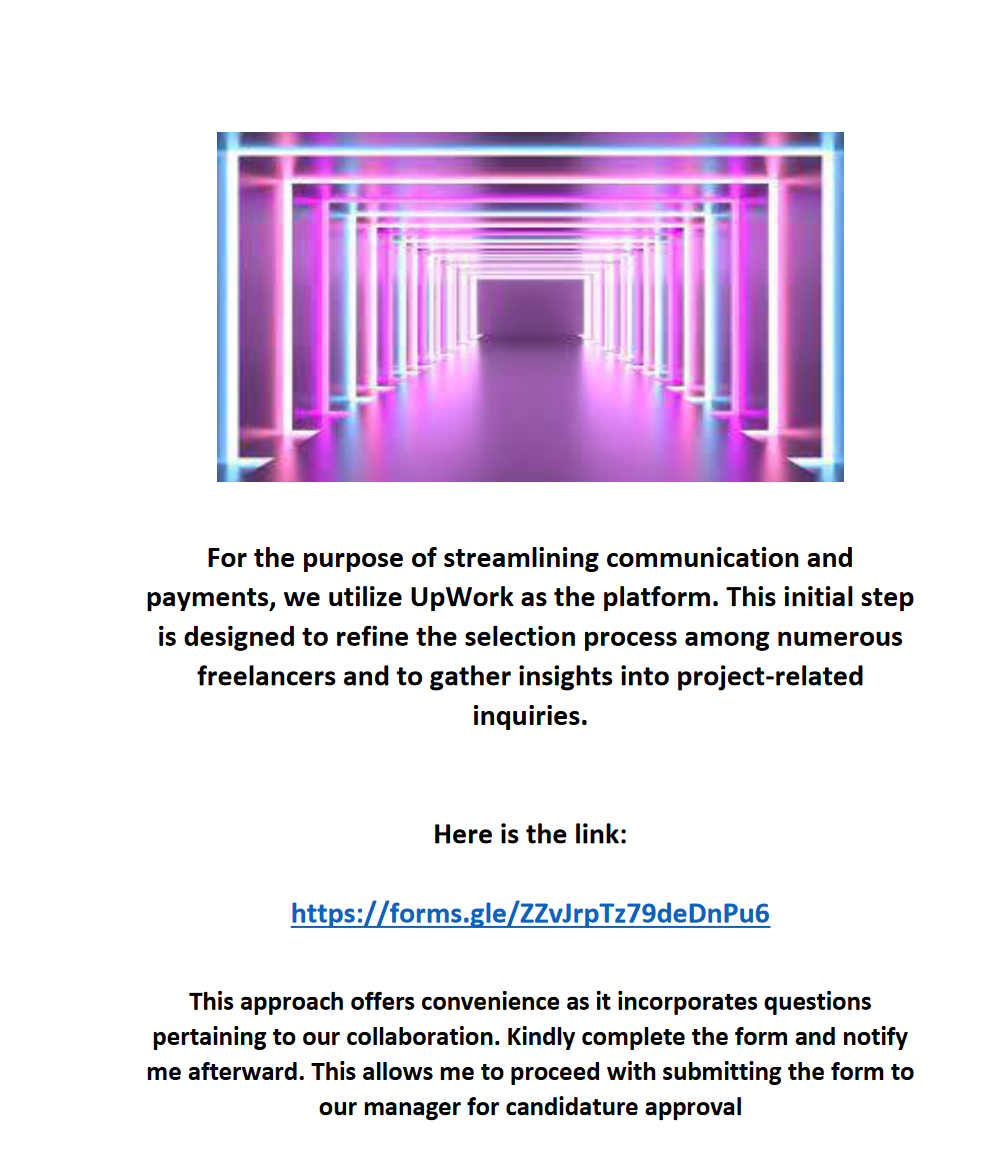 For the purpose of streamlining communication and
payments, we utilize UpWork as the platform. This initial step
is designed to refine the selection process among numerous
freelancers and to gather insights into project-related
inquiries.
Here is the link:
https://forms.gle/ZZvJrpTz79deDnPu6
This approach offers convenience as it incorporates questions
pertaining to our collaboration. Kindly complete the form and notify
me afterward. This allows me to proceed with submitting the form to
our manager for candidature approval